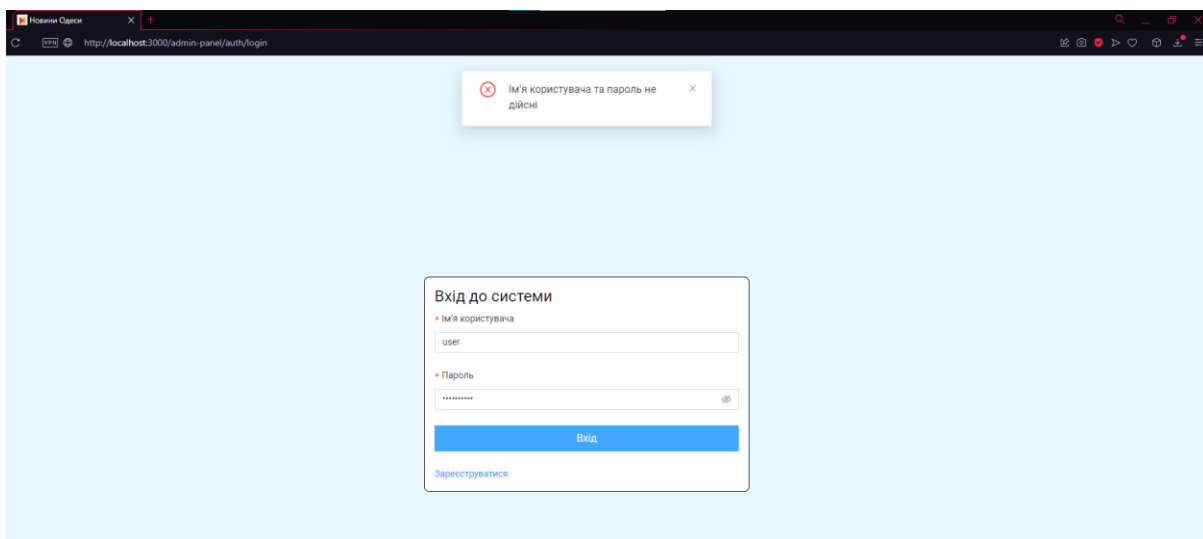 Новини Одеси
VPN
http://localhost:3000/admin-panel/auth/login
Ім'я користувача та пароль не
дійсні
Вхід до системи
* Ім'я користувача
user
* Пароль
••••••••••
Вхід
Зареєструватися